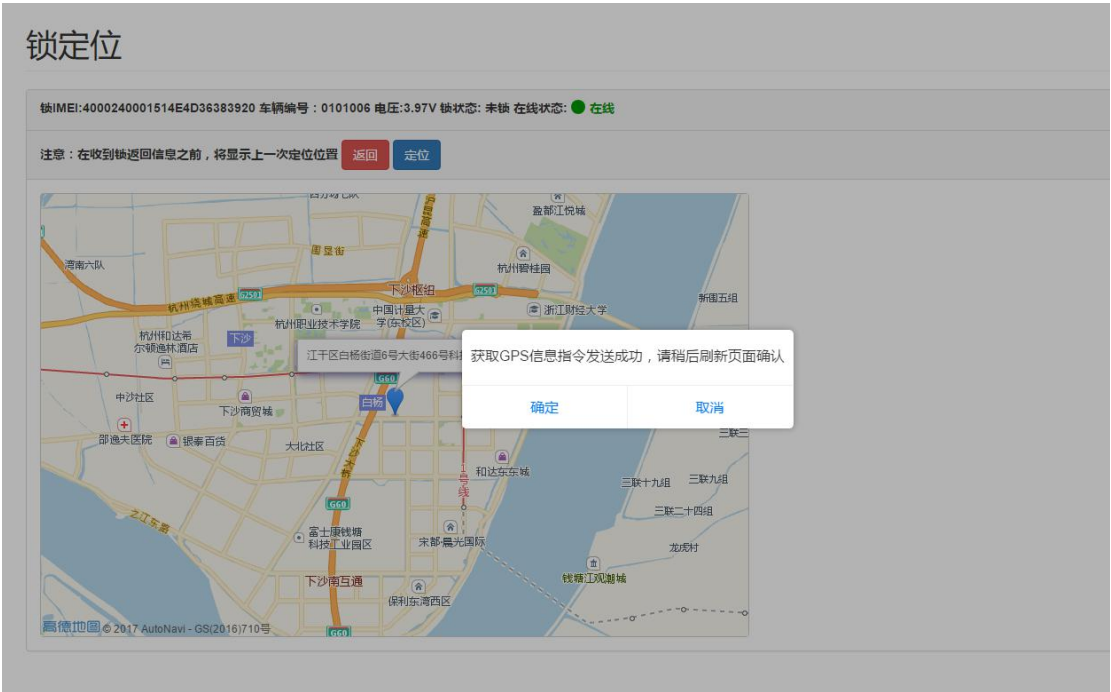 锁定位
锁IMEI:4000240001514E4D36383920 车辆编号：0101006 电压:3.97V 锁状态: 未锁 在线状态: 在线
注意：在收到锁返回信息之前，将显示上一次定位位置 返回 定位
盈都江悦城
围垦街
湾南六队
杭州碧桂园
下沙枢纽
G2503
G2501
杭州绕城高速
新围五组
中国计量大
学(东校区)
浙江财经大学
杭州职业技术学院
杭州和达希
尔顿逸林酒店
下沙
江干区白杨街道6号大街466号科
获取GPS信息指令发送成功，请稍后刷新页面确认
确定 取消
G60
中沙社区
白杨
下沙商贸城
邵逸夫医院
银泰百货
大北社区
下沙大桥
三联三
和达东东城
1号线
三联十九组
三联九组
G60
三联二十四组
之江东路
富士康钱塘
科技工业园区
宋都·晨光国际
龙虎村
下沙南互通
钱塘江观潮城
保利东湾西区
高德地图 © 2017 AutoNavi - GS(2016)710号
G60